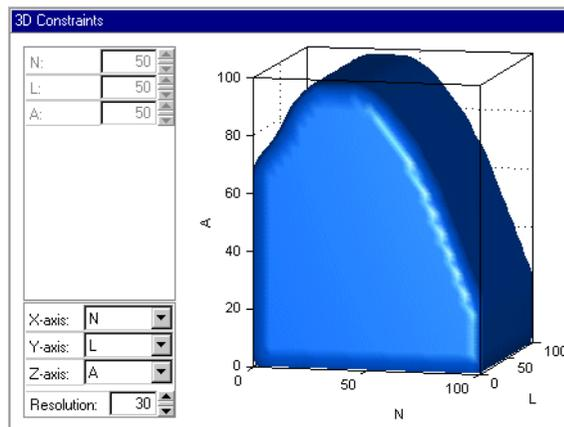 3D Constraints
N: 50
L: 50
A: 50
X-axis: N
Y-axis: L
Z-axis: A
Resolution: 30
100
80
60
40
20
0
A
0
50
100
N
0
50
100
L